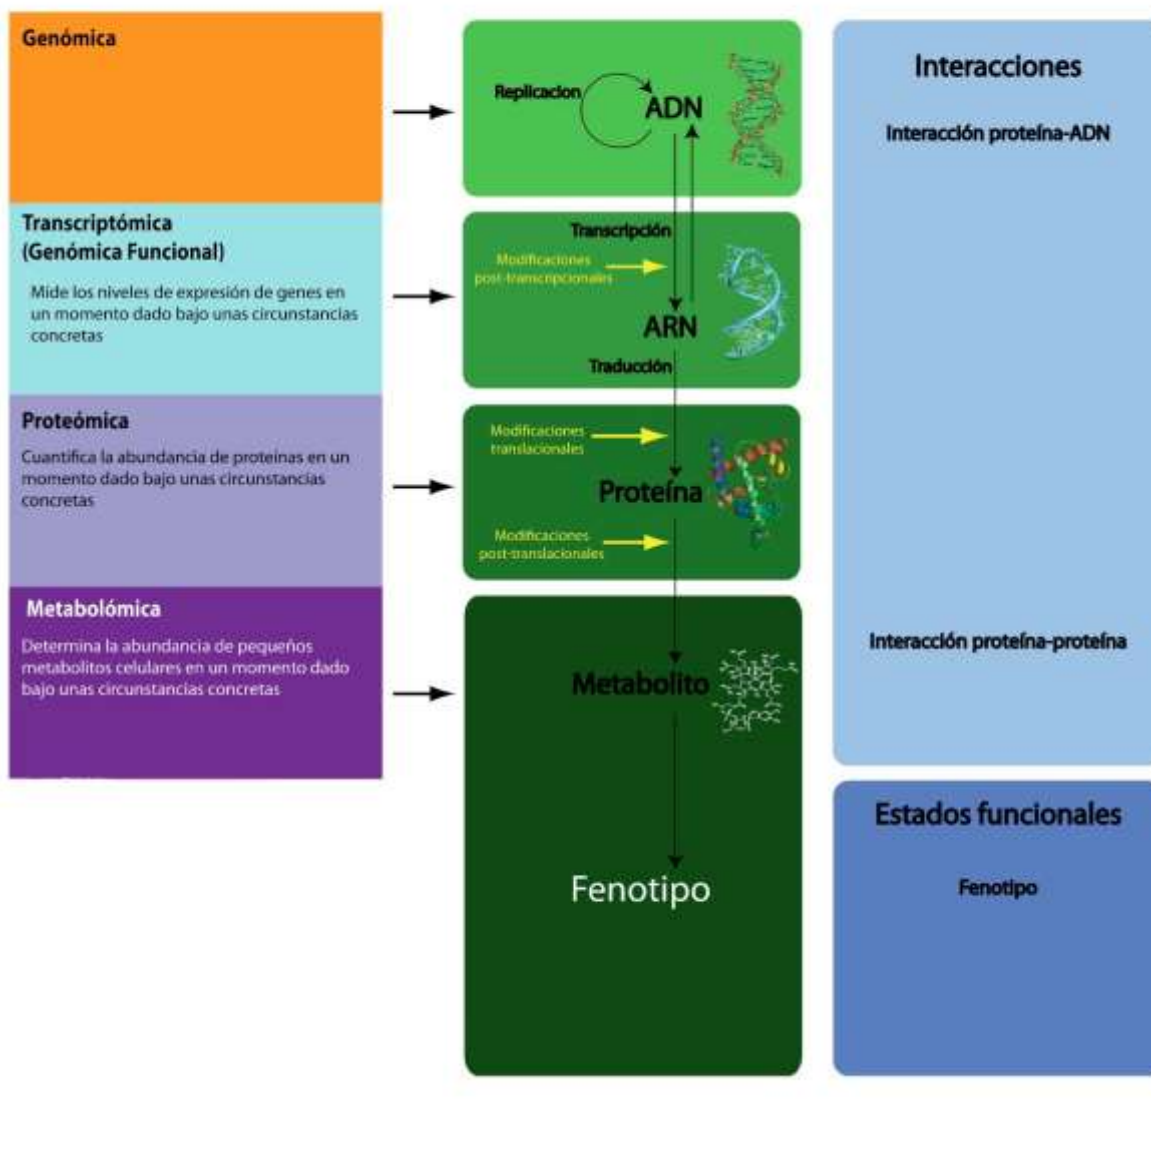 Genómica
Transcriptómica
(Genómica Funcional)
Mide los niveles de expresión de genes en
un momento dado bajo unas circunstancias
concretas
Proteómica
Cuantifica la abundancia de proteinas en un
momento dado bajo unas circunstancias
concretas
Metabolómica
Determina la abundancia de pequeños
metabolitos celulares en un momento dado
bajo unas circunstancias concretas
Replicacion
ADN
Transcripción
Modificaciones
post-transcripcionales
ARN
Traducción
Modificaciones
translacionales
Proteína
Modificaciones
post-translacionales
Metabolito
Fenotipo
Interacciones
Interacción proteína-ADN
Interacción proteína-proteína
Estados funcionales
Fenotipo